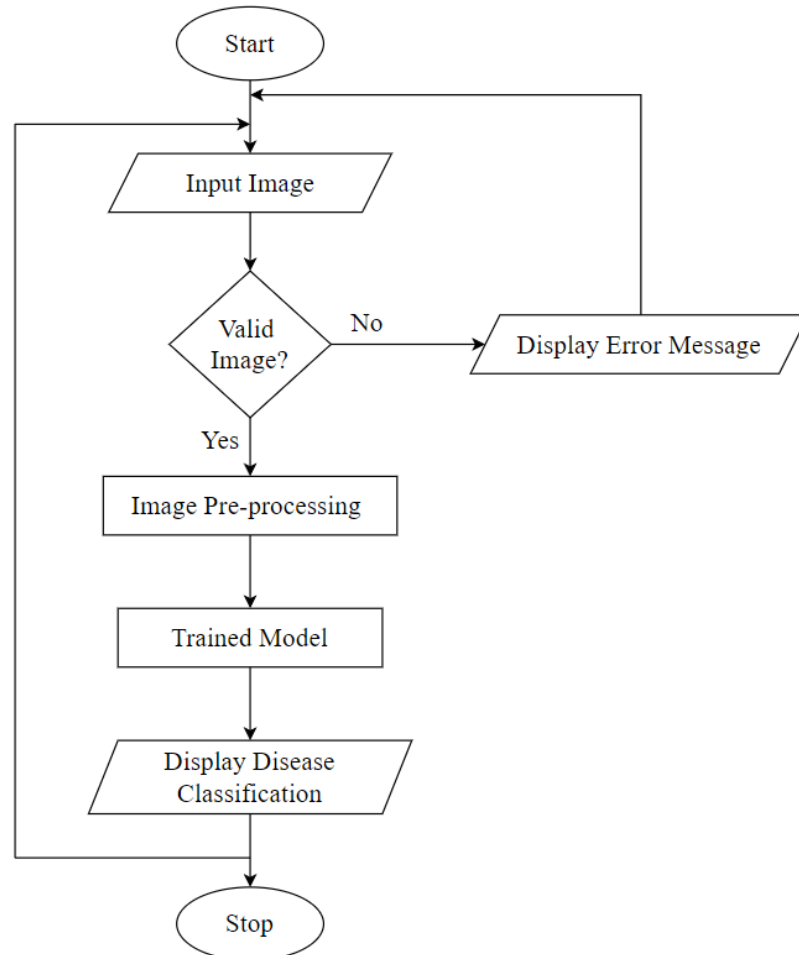 Start
Input Image
Valid
Image?
No
Display Error Message
Yes
Image Pre-processing
Trained Model
Display Disease
Classification
Stop